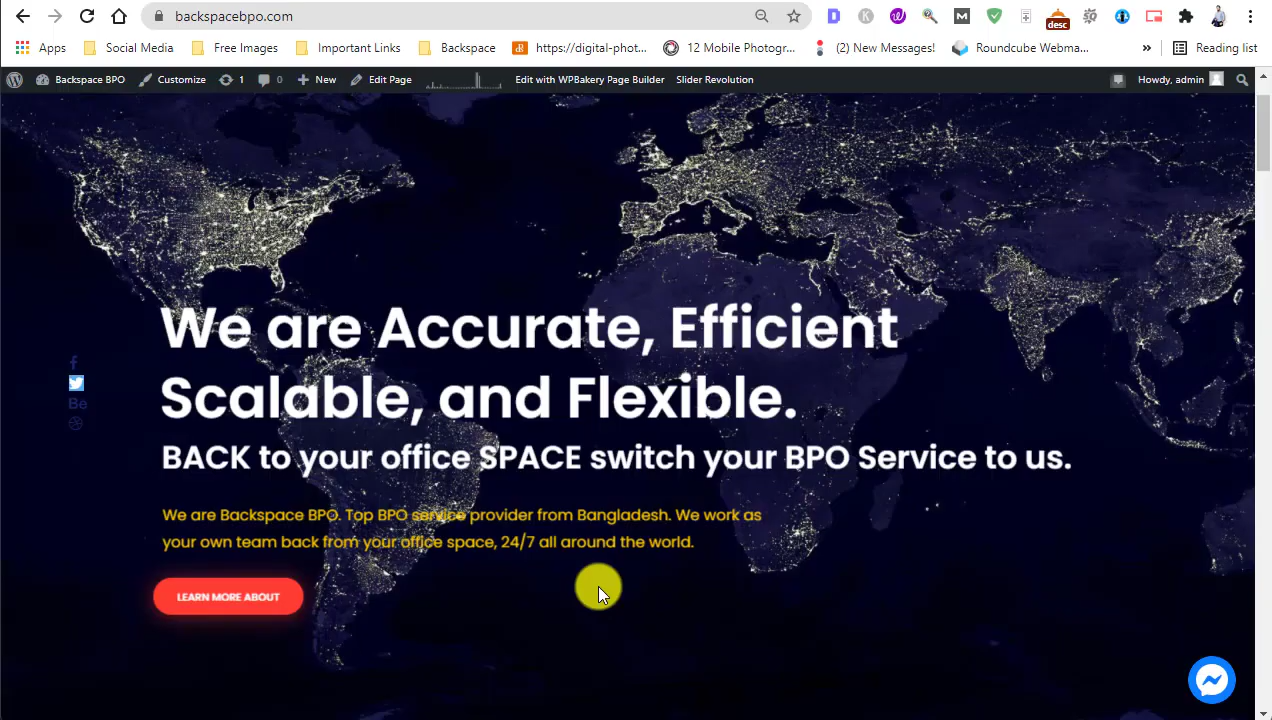 backspacebpo.com
desc
Apps Social Media Free Images Important Links Backspace https://digital-phot... 12 Mobile Photogr... (2) New Messages! Roundcube Webma... » Reading list
Backspace BPO Customize 1 0 New Edit Page Edit with WPBakery Page Builder Slider Revolution Howdy, admin
We are Accurate, Efficient
Scalable, and Flexible.
BACK to your office SPACE switch your BPO Service to us.
Be
We are Backspace BPO. Top BPO service provider from Bangladesh. We work as
your own team back from your office space, 24/7 all around the world.
LEARN MORE ABOUT